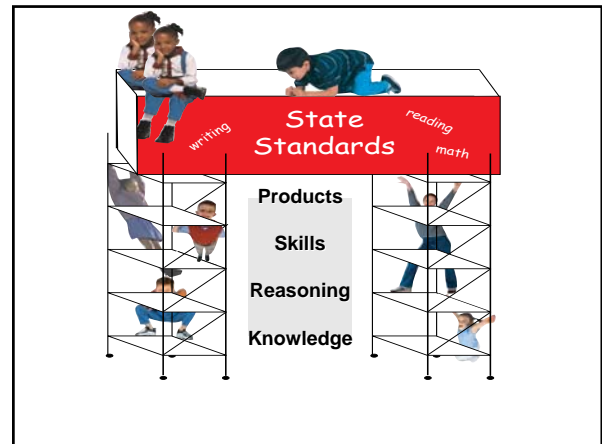 writing
State
Standards
reading
math
Products
Skills
Reasoning
Knowledge